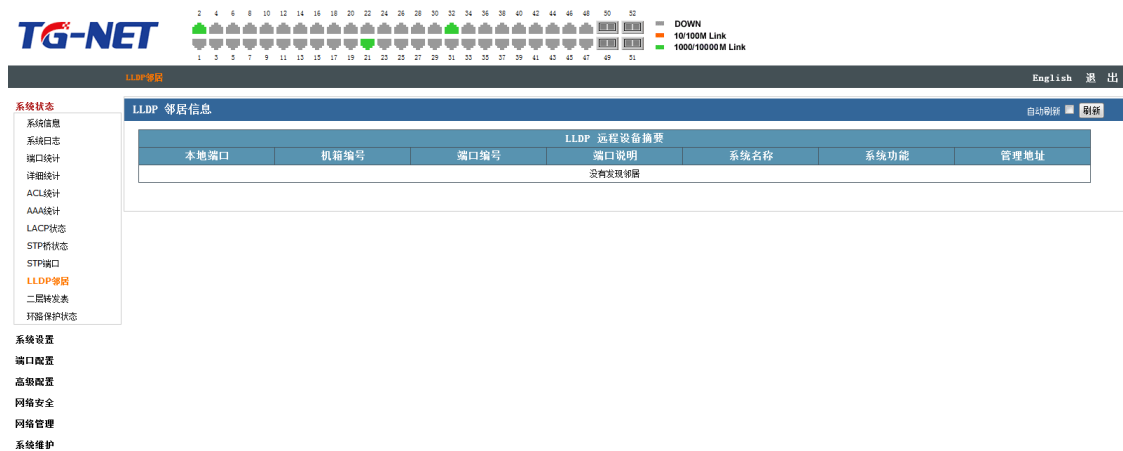 TG-NET
2 4 6 8 10 12 14 16 18 20 22 24 26 28 30 32 34 36 38 40 42 44 46 48 50 52
1 3 5 7 9 11 13 15 17 19 21 23 25 27 29 31 33 35 37 39 41 43 45 47 49 51
DOWN
10/100M Link
1000/10000M Link
LLDP邻居
English 退 出
系统状态
系统信息
系统日志
端口统计
详细统计
ACL统计
AAA统计
LACP状态
STP桥状态
STP端口
LLDP邻居
二层转发表
环路保护状态
系统设置
端口配置
高级配置
网络安全
网络管理
系统维护
LLDP 邻居信息
自动刷新 刷新
LLDP 远程设备摘要
本地端口 机箱编号 端口编号 端口说明 系统名称 系统功能 管理地址
没有发现邻居